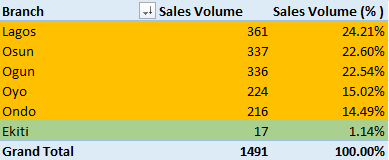 Branch Sales Volume Sales Volume (% )
Lagos 361 24.21%
Osun 337 22.60%
Ogun 336 22.54%
Oyo 224 15.02%
Ondo 216 14.49%
Ekiti 17 1.14%
Grand Total 1491 100.00%